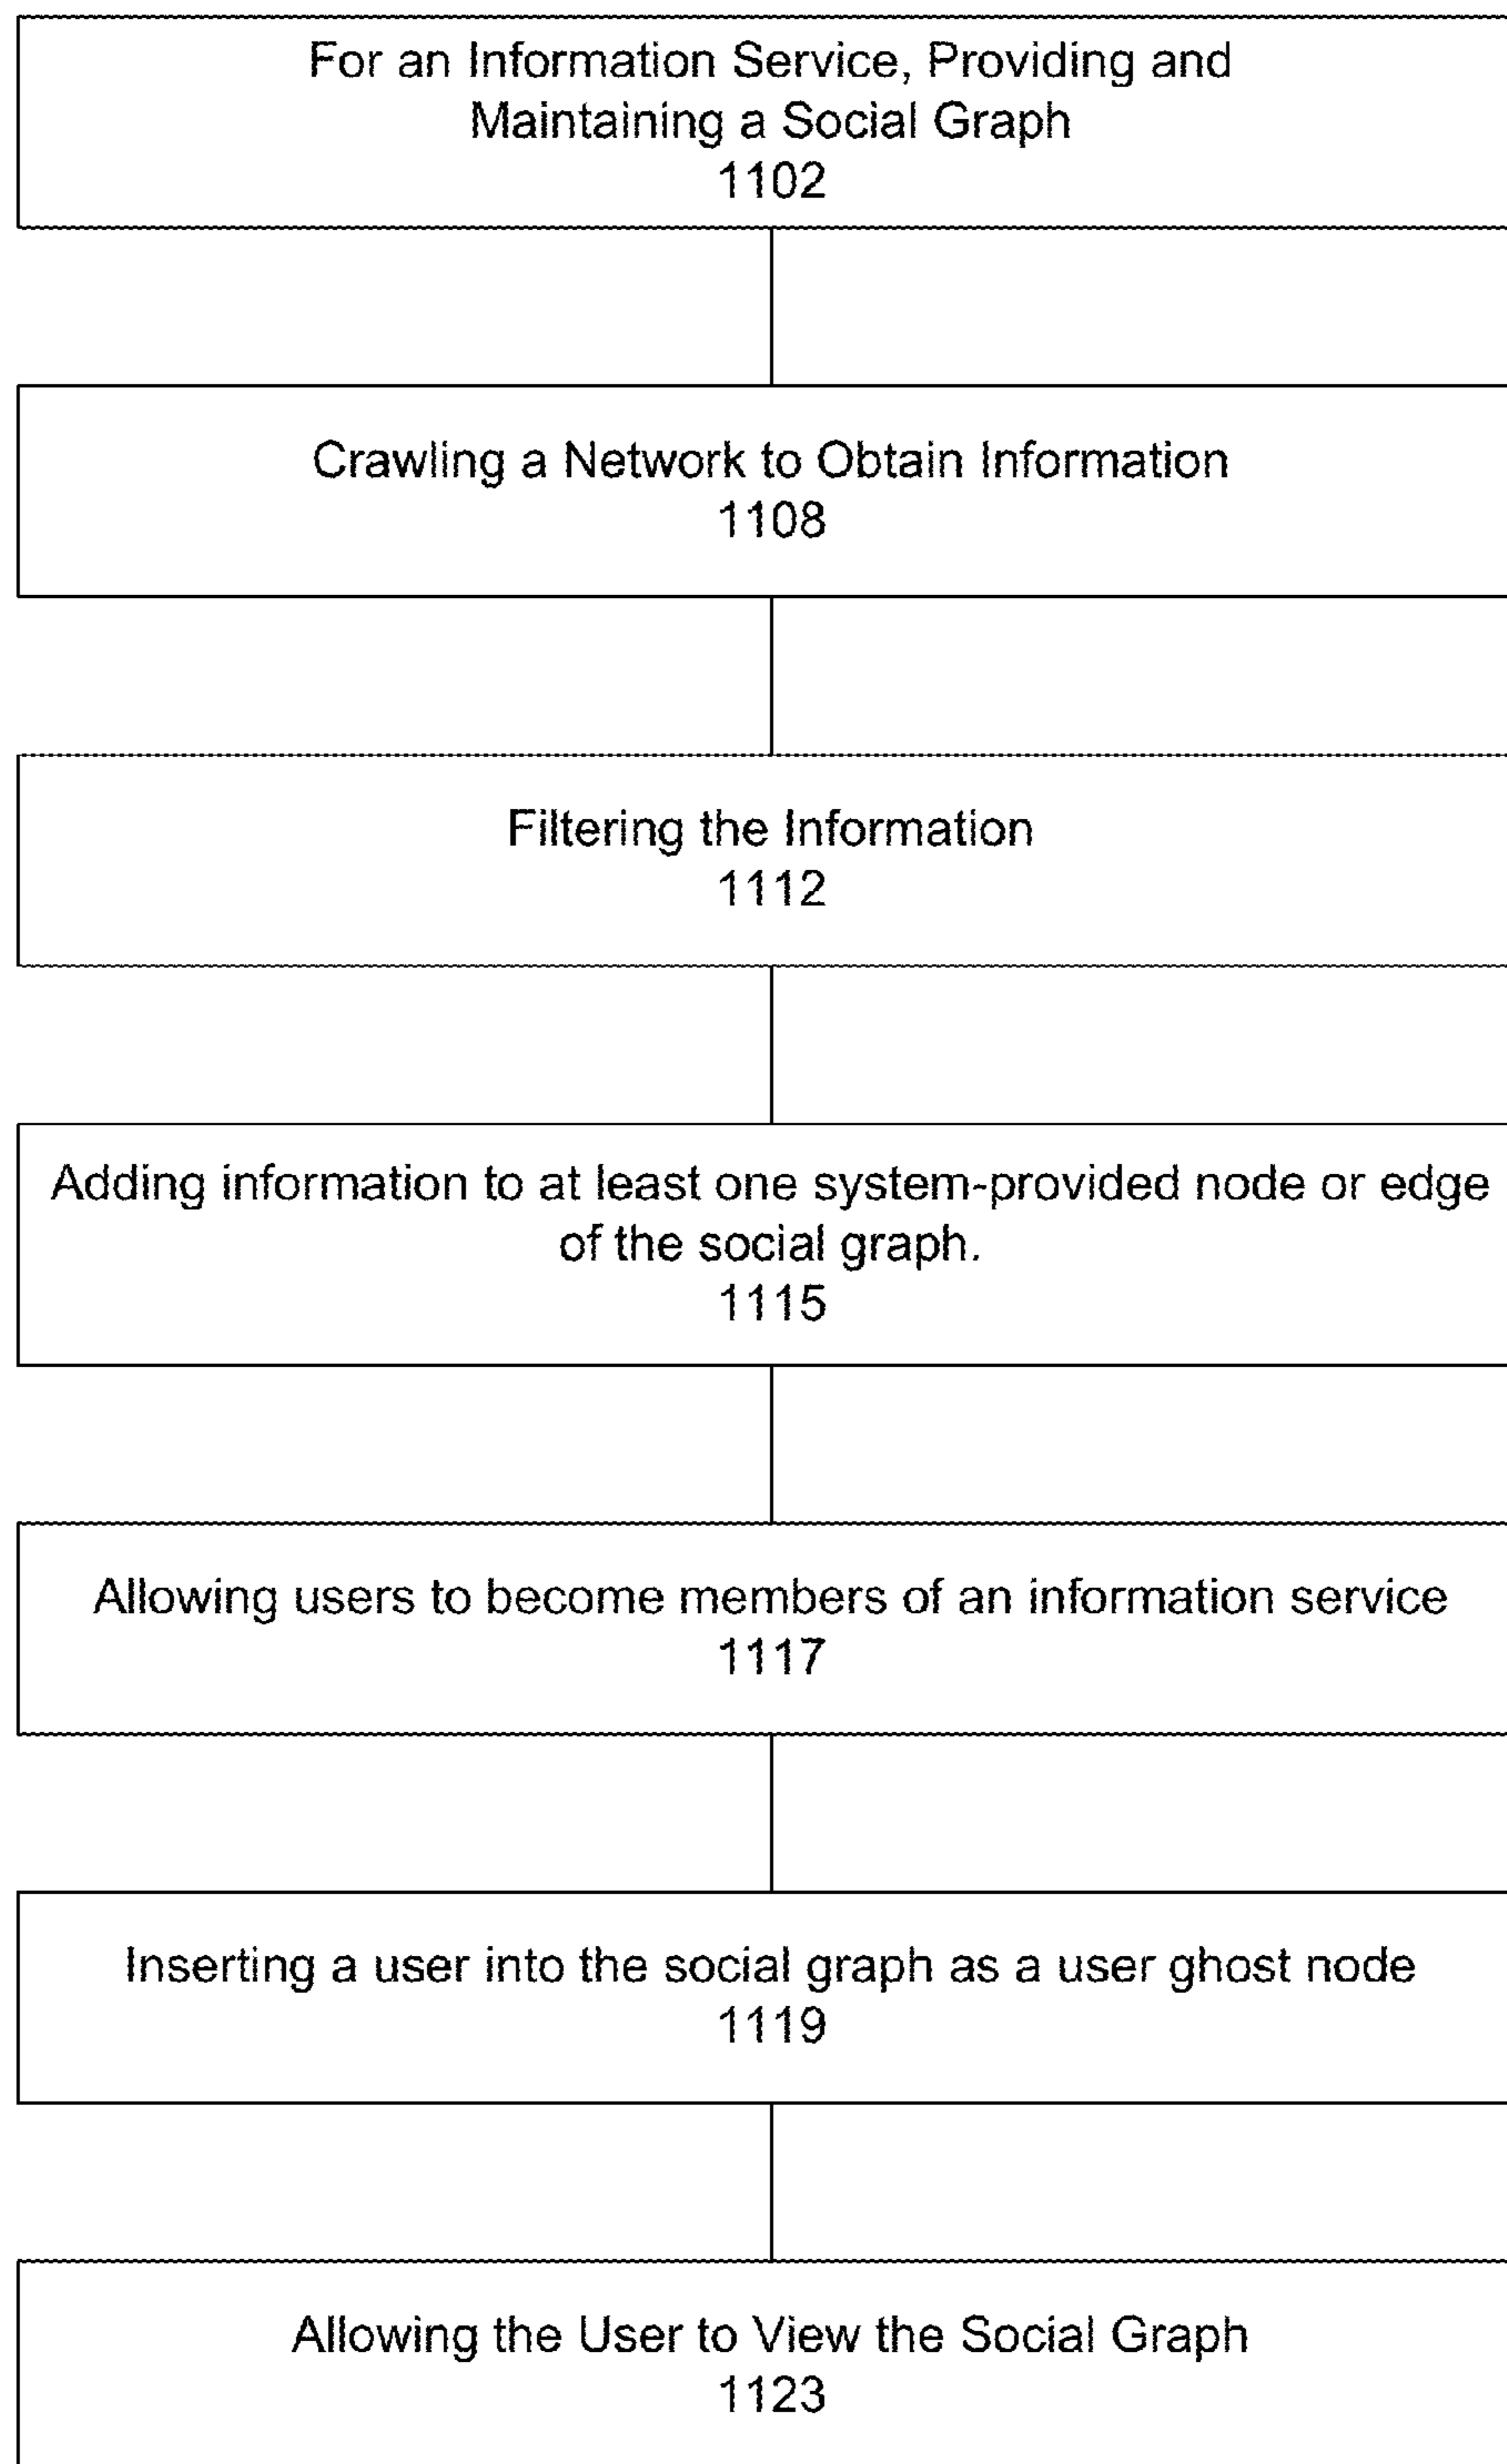 For an Information Service, Providing and
Maintaining a Social Graph
1102
Crawling a Network to Obtain Information
1108
Filtering the Information
1112
Adding information to at least one system-provided node or edge
of the social graph.
1115
Allowing users to become members of an information service
1117
Inserting a user into the social graph as a user ghost node
1119
Allowing the User to View the Social Graph
1123